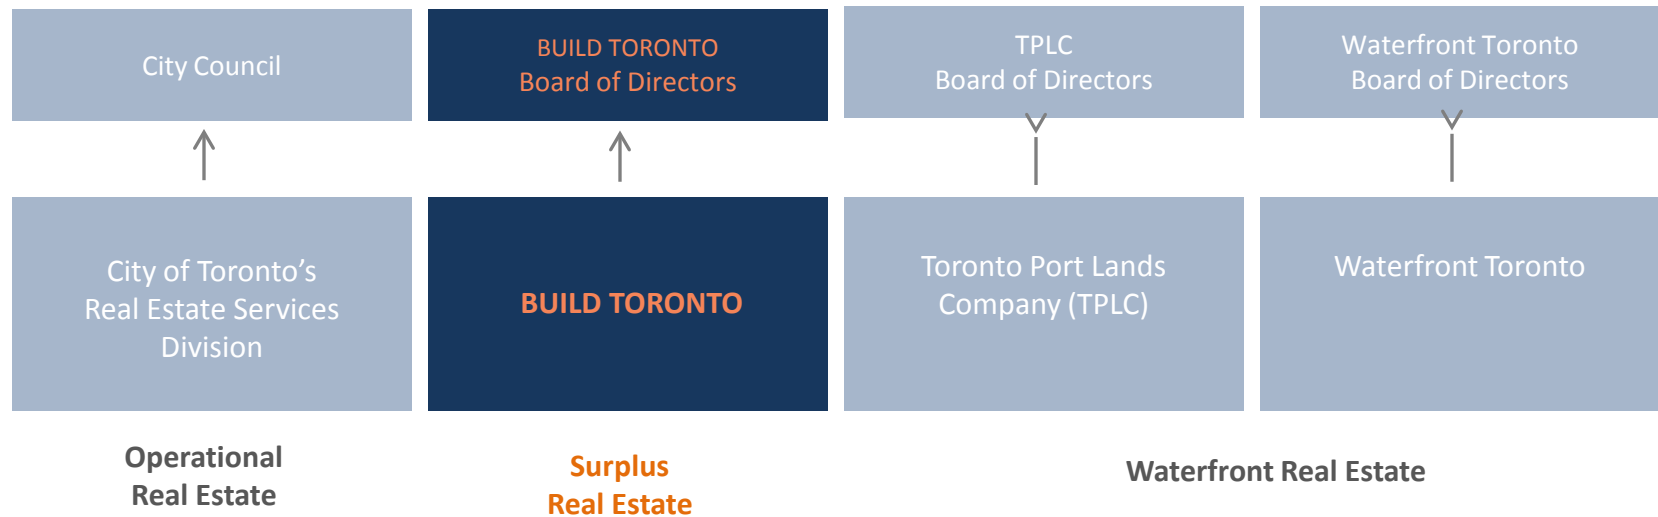 City Council
BUILD TORONTO
Board of Directors
TPLC
Board of Directors
Waterfront Toronto
Board of Directors
City of Toronto’s
Real Estate Services
Division
BUILD TORONTO
Toronto Port Lands
Company (TPLC)
Waterfront Toronto
Operational
Real Estate
Surplus
Real Estate
Waterfront Real Estate